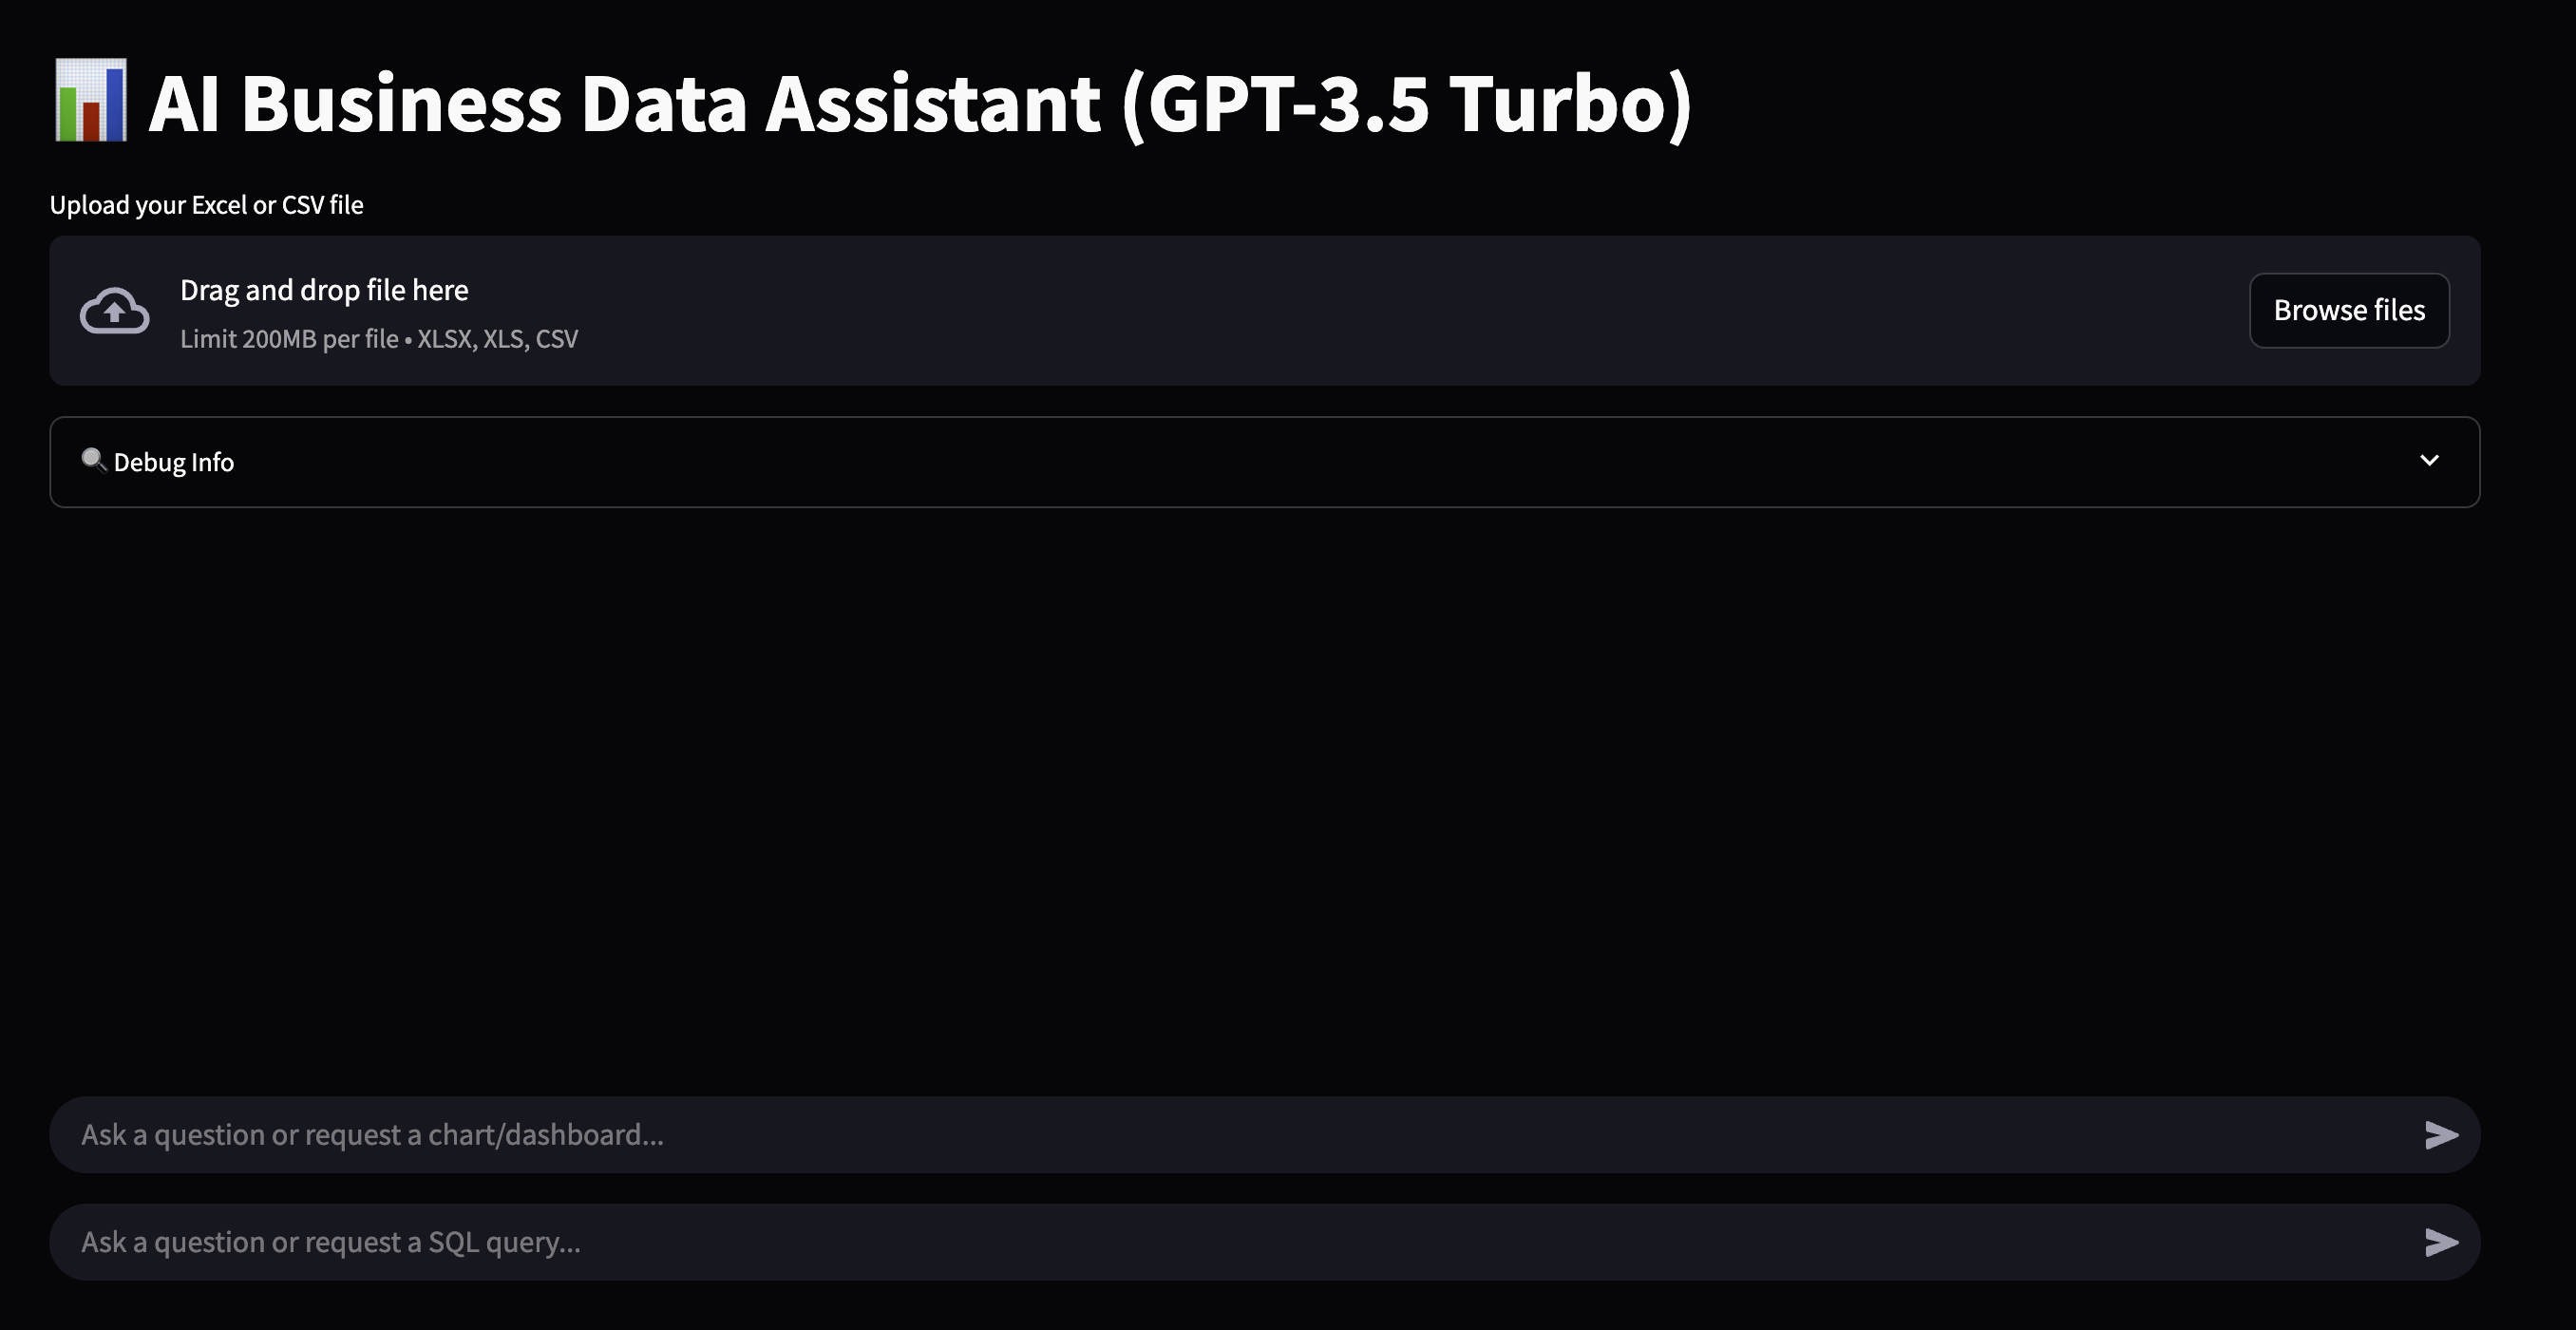 AI Business Data Assistant (GPT-3.5 Turbo)
Upload your Excel or CSV file
Drag and drop file here
Limit 200MB per file • XLSX, XLS, CSV
Browse files
Debug Info
Ask a question or request a chart/dashboard...
Ask a question or request a SQL query...